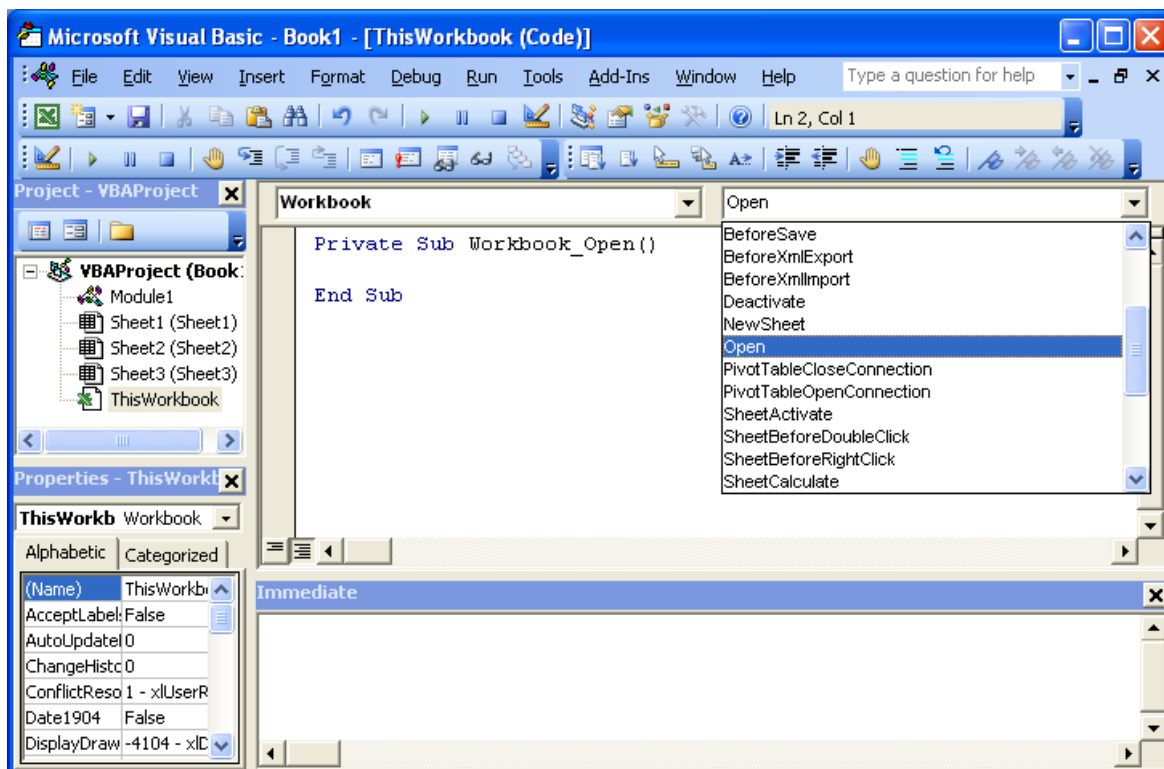 Microsoft Visual Basic - Book1 - [ThisWorkbook (Code)]
File Edit View Insert Format Debug Run Tools Add-Ins Window Help Type a question for help
Ln 2, Col 1
Project - VBAProject
VBAProject (Book1
Module1
Sheet1 (Sheet1)
Sheet2 (Sheet2)
Sheet3 (Sheet3)
ThisWorkbook
Properties - ThisWorkb
ThisWorkb Workbook
Alphabetic Categorized
(Name) ThisWorkb
AcceptLabel False
AutoUpdate 0
ChangeHisto 0
ConflictReso 1 - xlUserR
Date1904 False
DisplayDraw -4104 - xlD
Workbook Open
Private Sub Workbook_Open()
End Sub
BeforeSave
BeforeXmlExport
BeforeXmlImport
Deactivate
NewSheet
Open
PivotTableCloseConnection
PivotTableOpenConnection
SheetActivate
SheetBeforeDoubleClick
SheetBeforeRightClick
SheetCalculate
Immediate